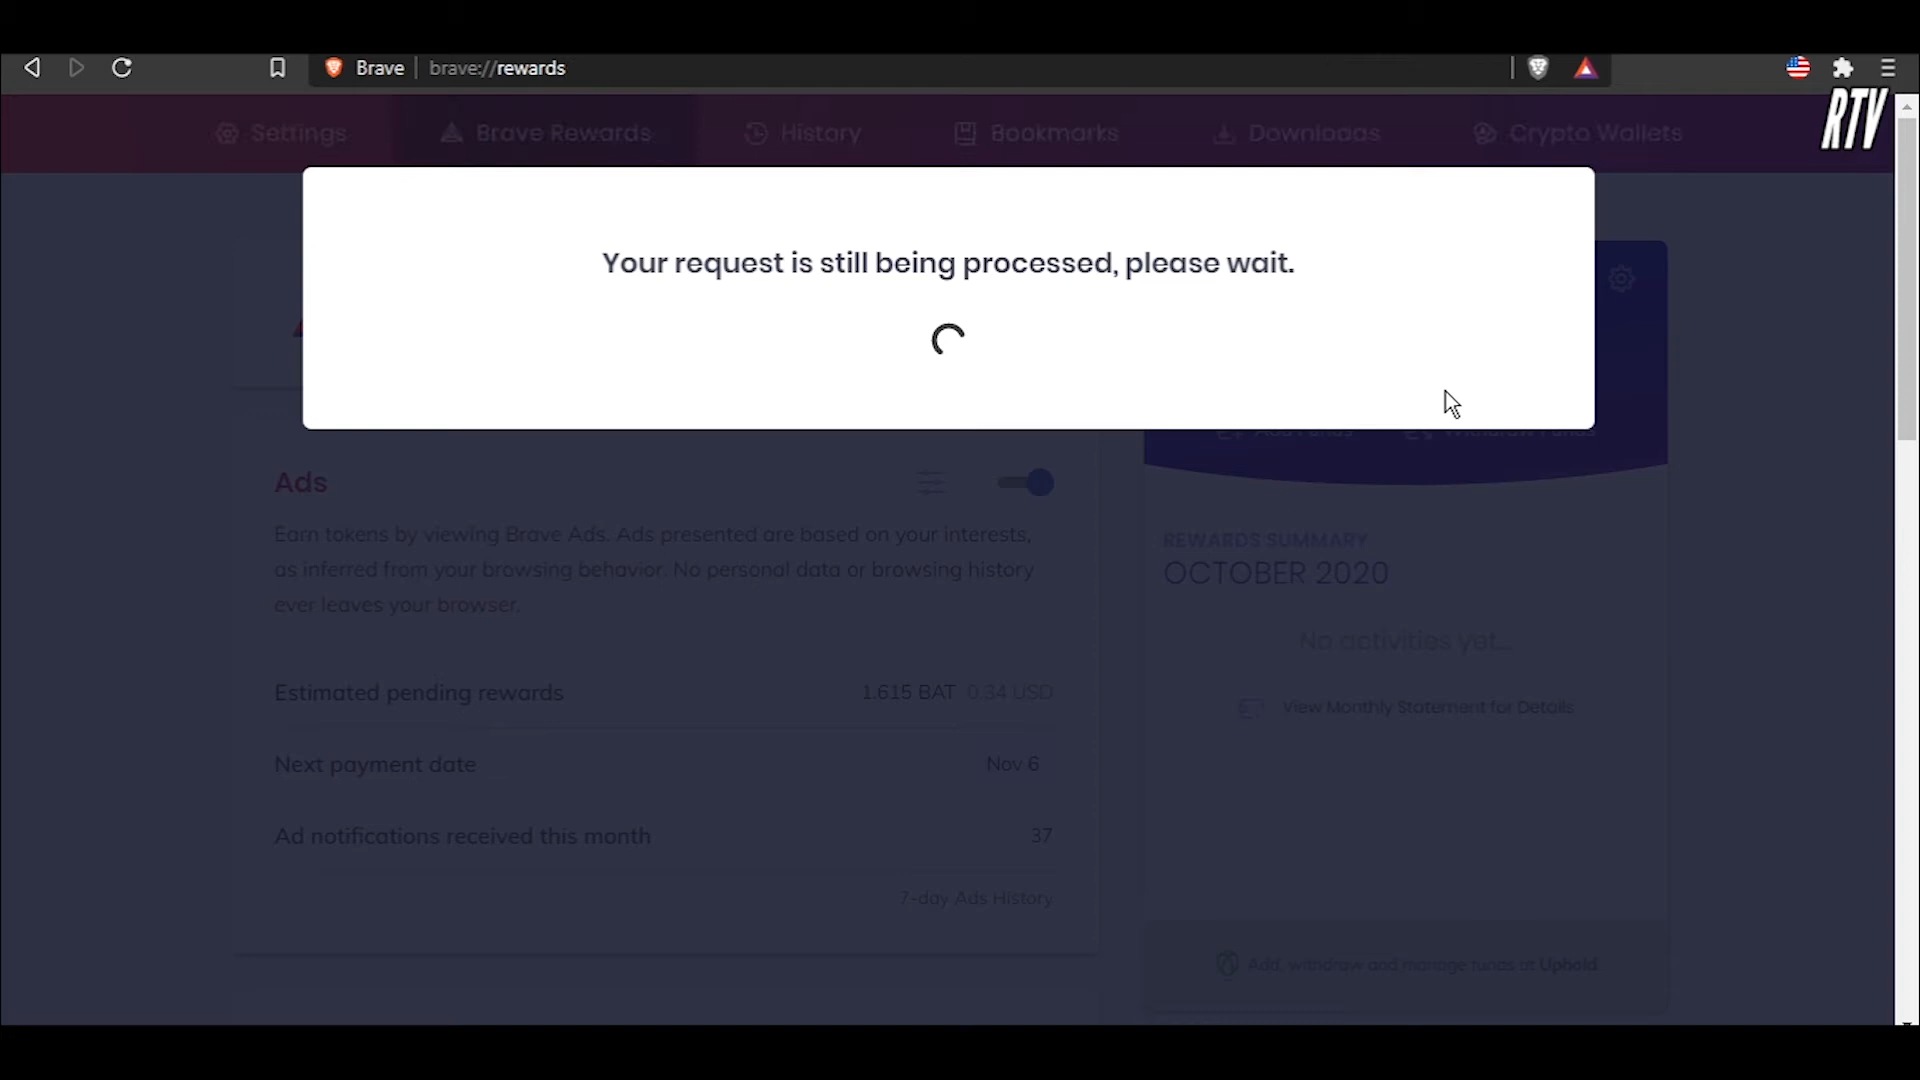 Brave
brave://rewards
RTV
Settings
Brave Rewards
History
Bookmarks
Downloads
Crypto Wallets
Your request is still being processed, please wait.
Add Funds
Withdraw Funds
Ads
Earn tokens by viewing Brave Ads. Ads presented are based on your interests,
as inferred from your browsing behavior. No personal data or browsing history
ever leaves your browser.
Estimated pending rewards
1.615 BAT 0.34 USD
Next payment date
Nov 6
Ad notifications received this month
37
7-day Ads History
REWARDS SUMMARY
OCTOBER 2020
No activities yet...
View Monthly Statement for Details
Add, withdraw and manage funds at Uphold